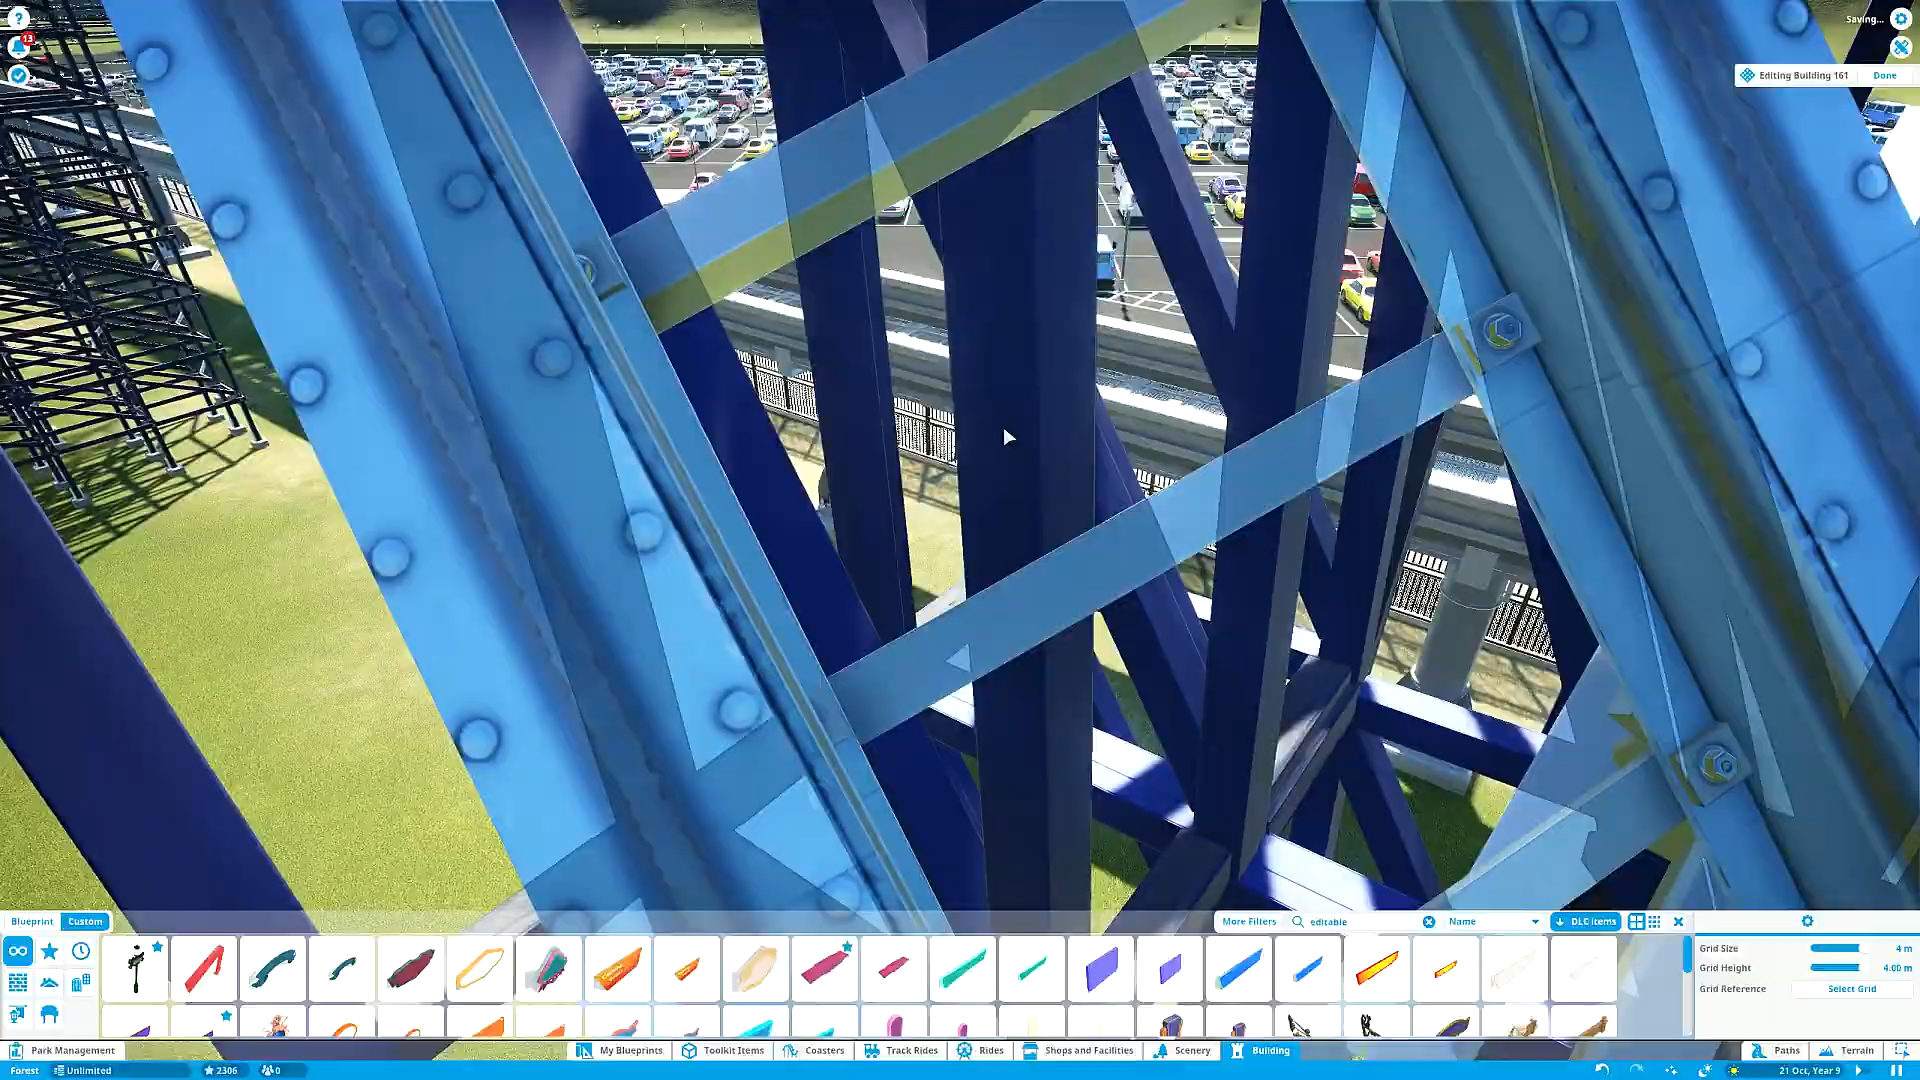 Saving...
13
Editing Building 161 Done
Blueprint Custom
More Filters editable Name DLC Items
Grid Size 4 m
Grid Height 4.00 m
Grid Reference Select Grid
Park Management My Blueprints Toolkit Items Coasters Track Rides Rides Shops and Facilities Scenery Building Paths Terrain
Forest Unlimited 2306 0 21 Oct, Year 9